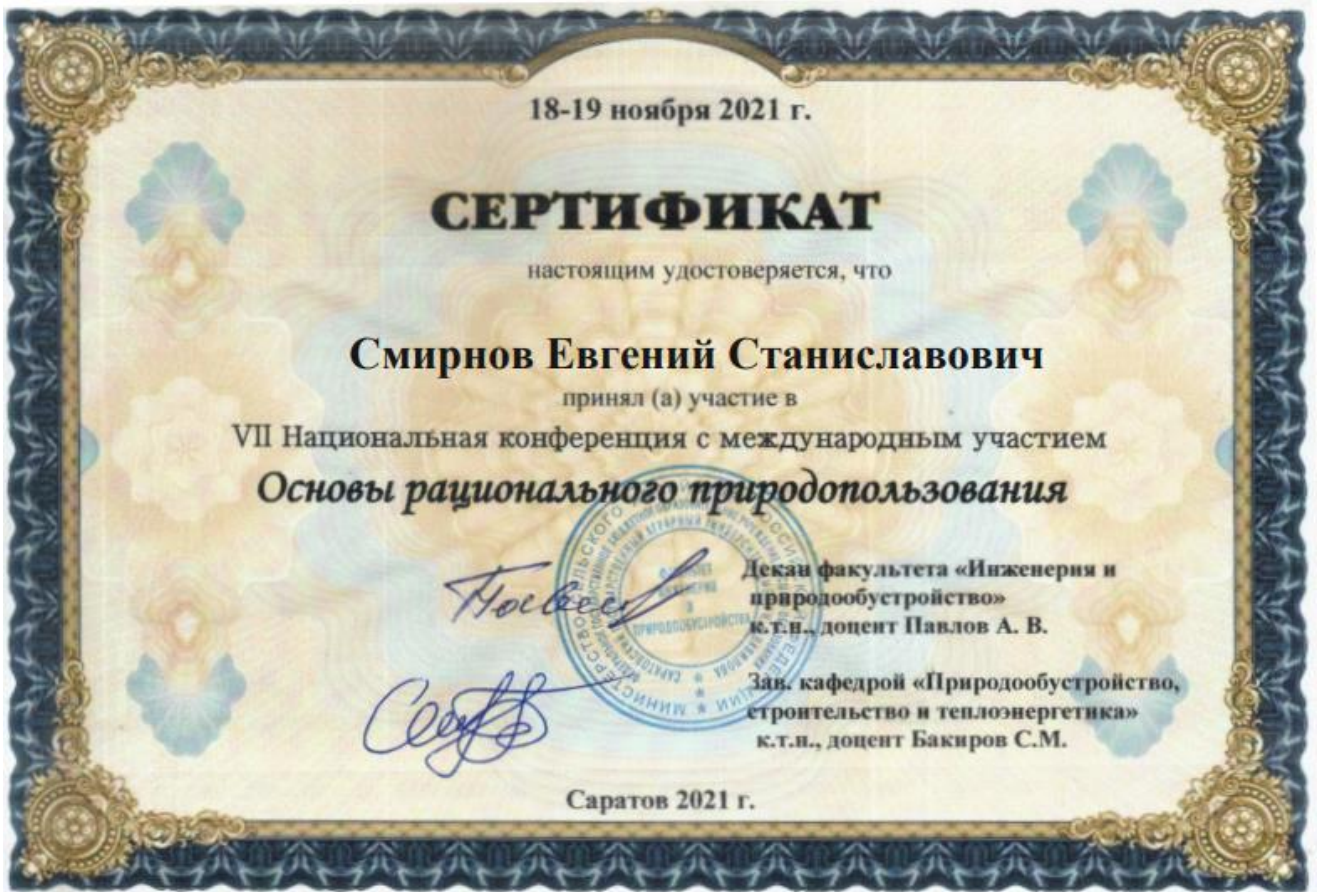 18-19 ноября 2021 г.
СЕРТИФИКАТ
настоящим удостоверяется, что
Смирнов Евгений Станиславович
принял (а) участие в
VII Национальная конференция с международным участием
Основы рационального природопользования
Декан факультета «Инженерия и
природообустройство»
к.т.н., доцент Павлов А. В.
Зав. кафедрой «Природообустройство,
строительство и теплоэнергетика»
к.т.н., доцент Бакиров С.М.
Саратов 2021 г.